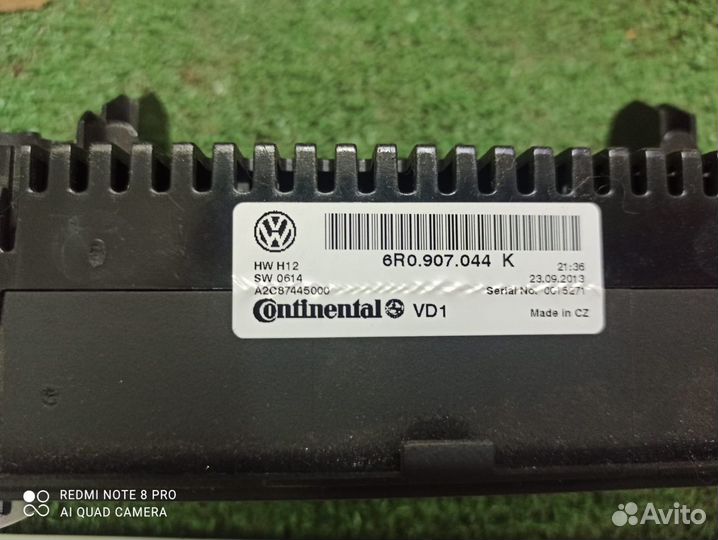 6R0.907.044 K
HW H12
21:36
SW 0614
23.09.2013
A2C87445000
Serial No. 0015271
Continental VD1
Made in CZ
REDMI NOTE 8 PRO
AI QUAD CAMERA
Avito